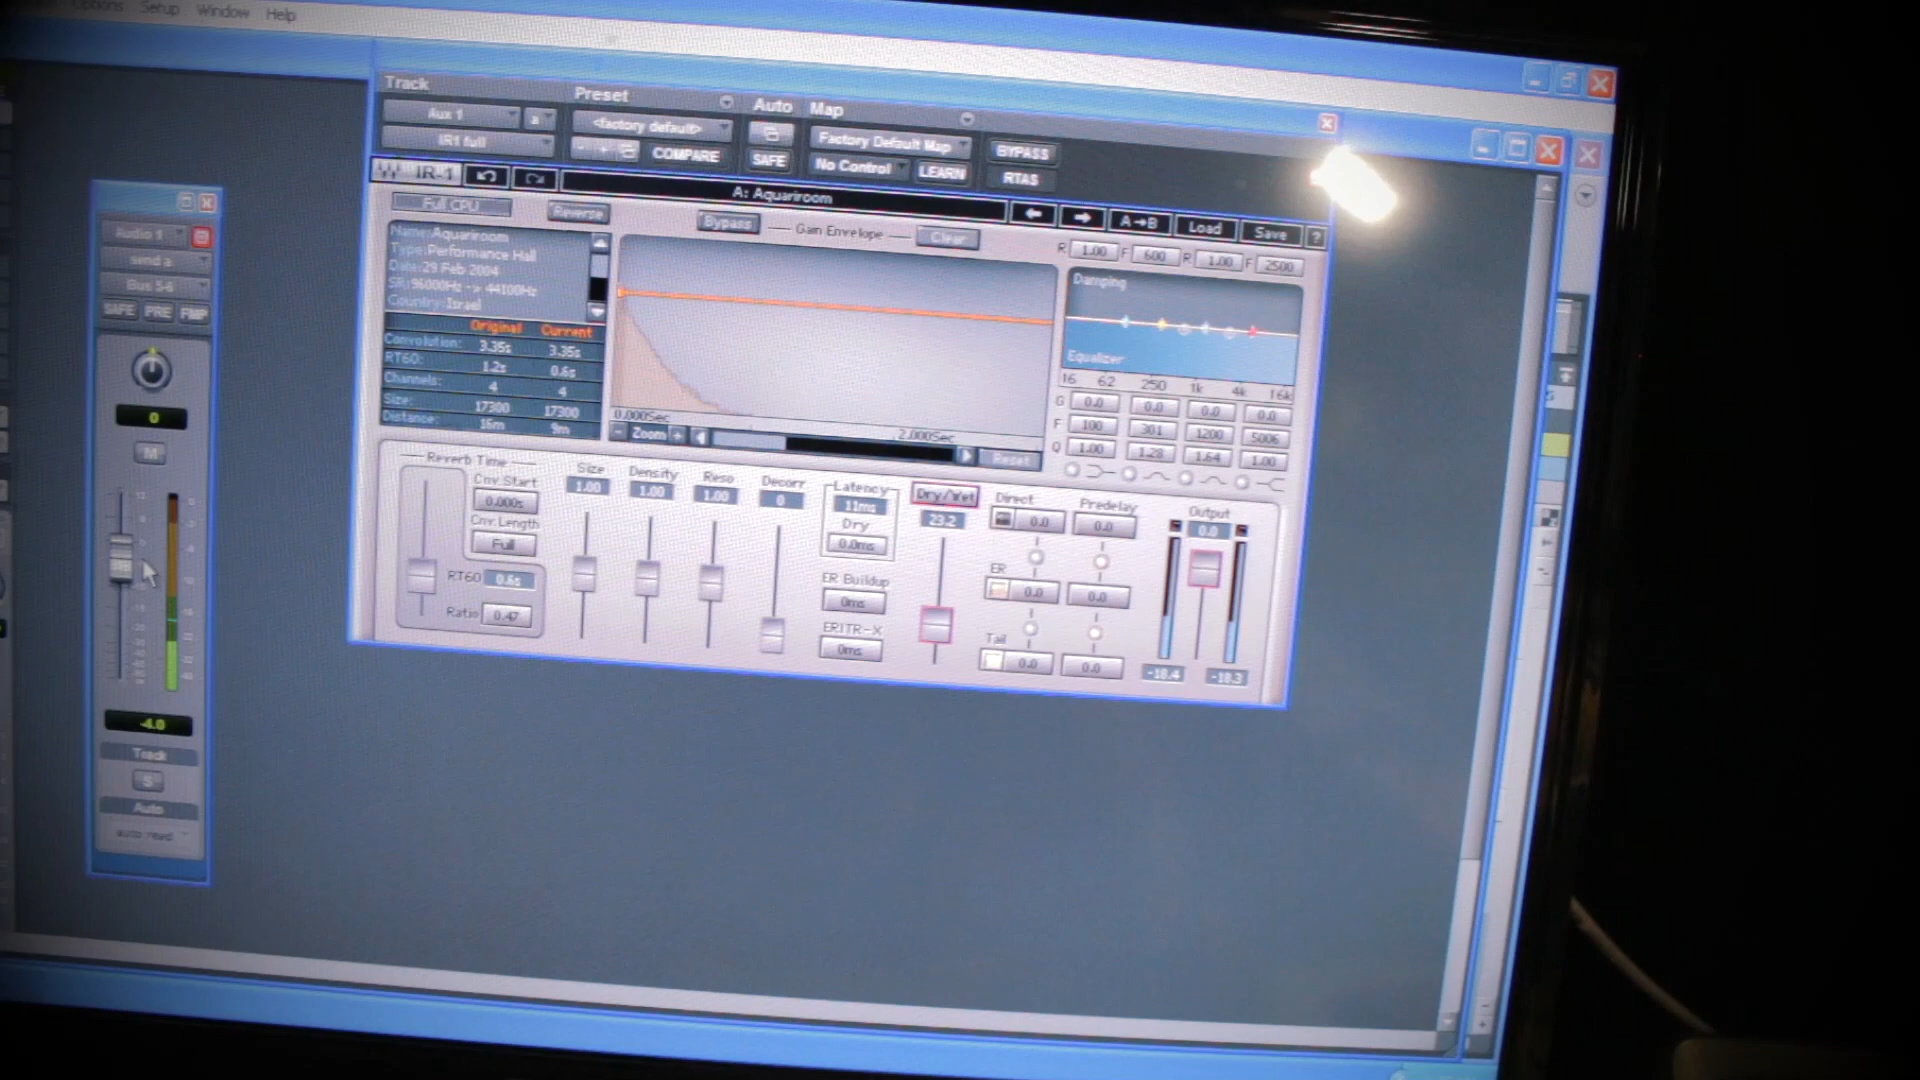 Options Setup Window Help
Track
Preset
Auto
Map
Aux 1
a
<factory default>
Factory Default Map
BYPASS
IR1 full
- +
COMPARE
SAFE
No Control
LEARN
RTAS
IR-1
A: Aquariroom
A→B
Load
Save
?
Full CPU
Reverse
Bypass
Gain Envelope
Clear
R 1.00 F 600 R 1.00 F 2500
Name:Aquariroom
Type:Performance Hall
Date:29 Feb 2004
SR:96000Hz -> 44100Hz
Country:Israel
Original Current
Convolution: 3.35s 3.35s
RT60: 1.2s 0.6s
Channels: 4 4
Size: 17300 17300
Distance: 16m 9m
0.000Sec
2.000Sec
- Zoom +
Reset
Damping
Equalizer
16 62 250 1k 4k 16k
G 0.0 0.0 0.0 0.0
F 100 301 1200 5006
Q 1.00 1.28 1.64 1.00
Reverb Time
Cnv.Start
0.000s
Cnv.Length
Full
RT60 0.6s
Ratio 0.47
Size
1.00
Density
1.00
Reso
1.00
Decorr
0
Latency
11ms
Dry
0.0ms
ER Buildup
0ms
ER/TR-X
0ms
Dry/Wet
23.2
Direct
0.0
Predelay
0.0
ER
0.0
0.0
Tail
0.0
0.0
Output
0.0
-18.4
-18.3
Audio 1
send a
Bus 5-6
SAFE PRE FMP
0
M
-4.0
Track
S
Auto
auto read